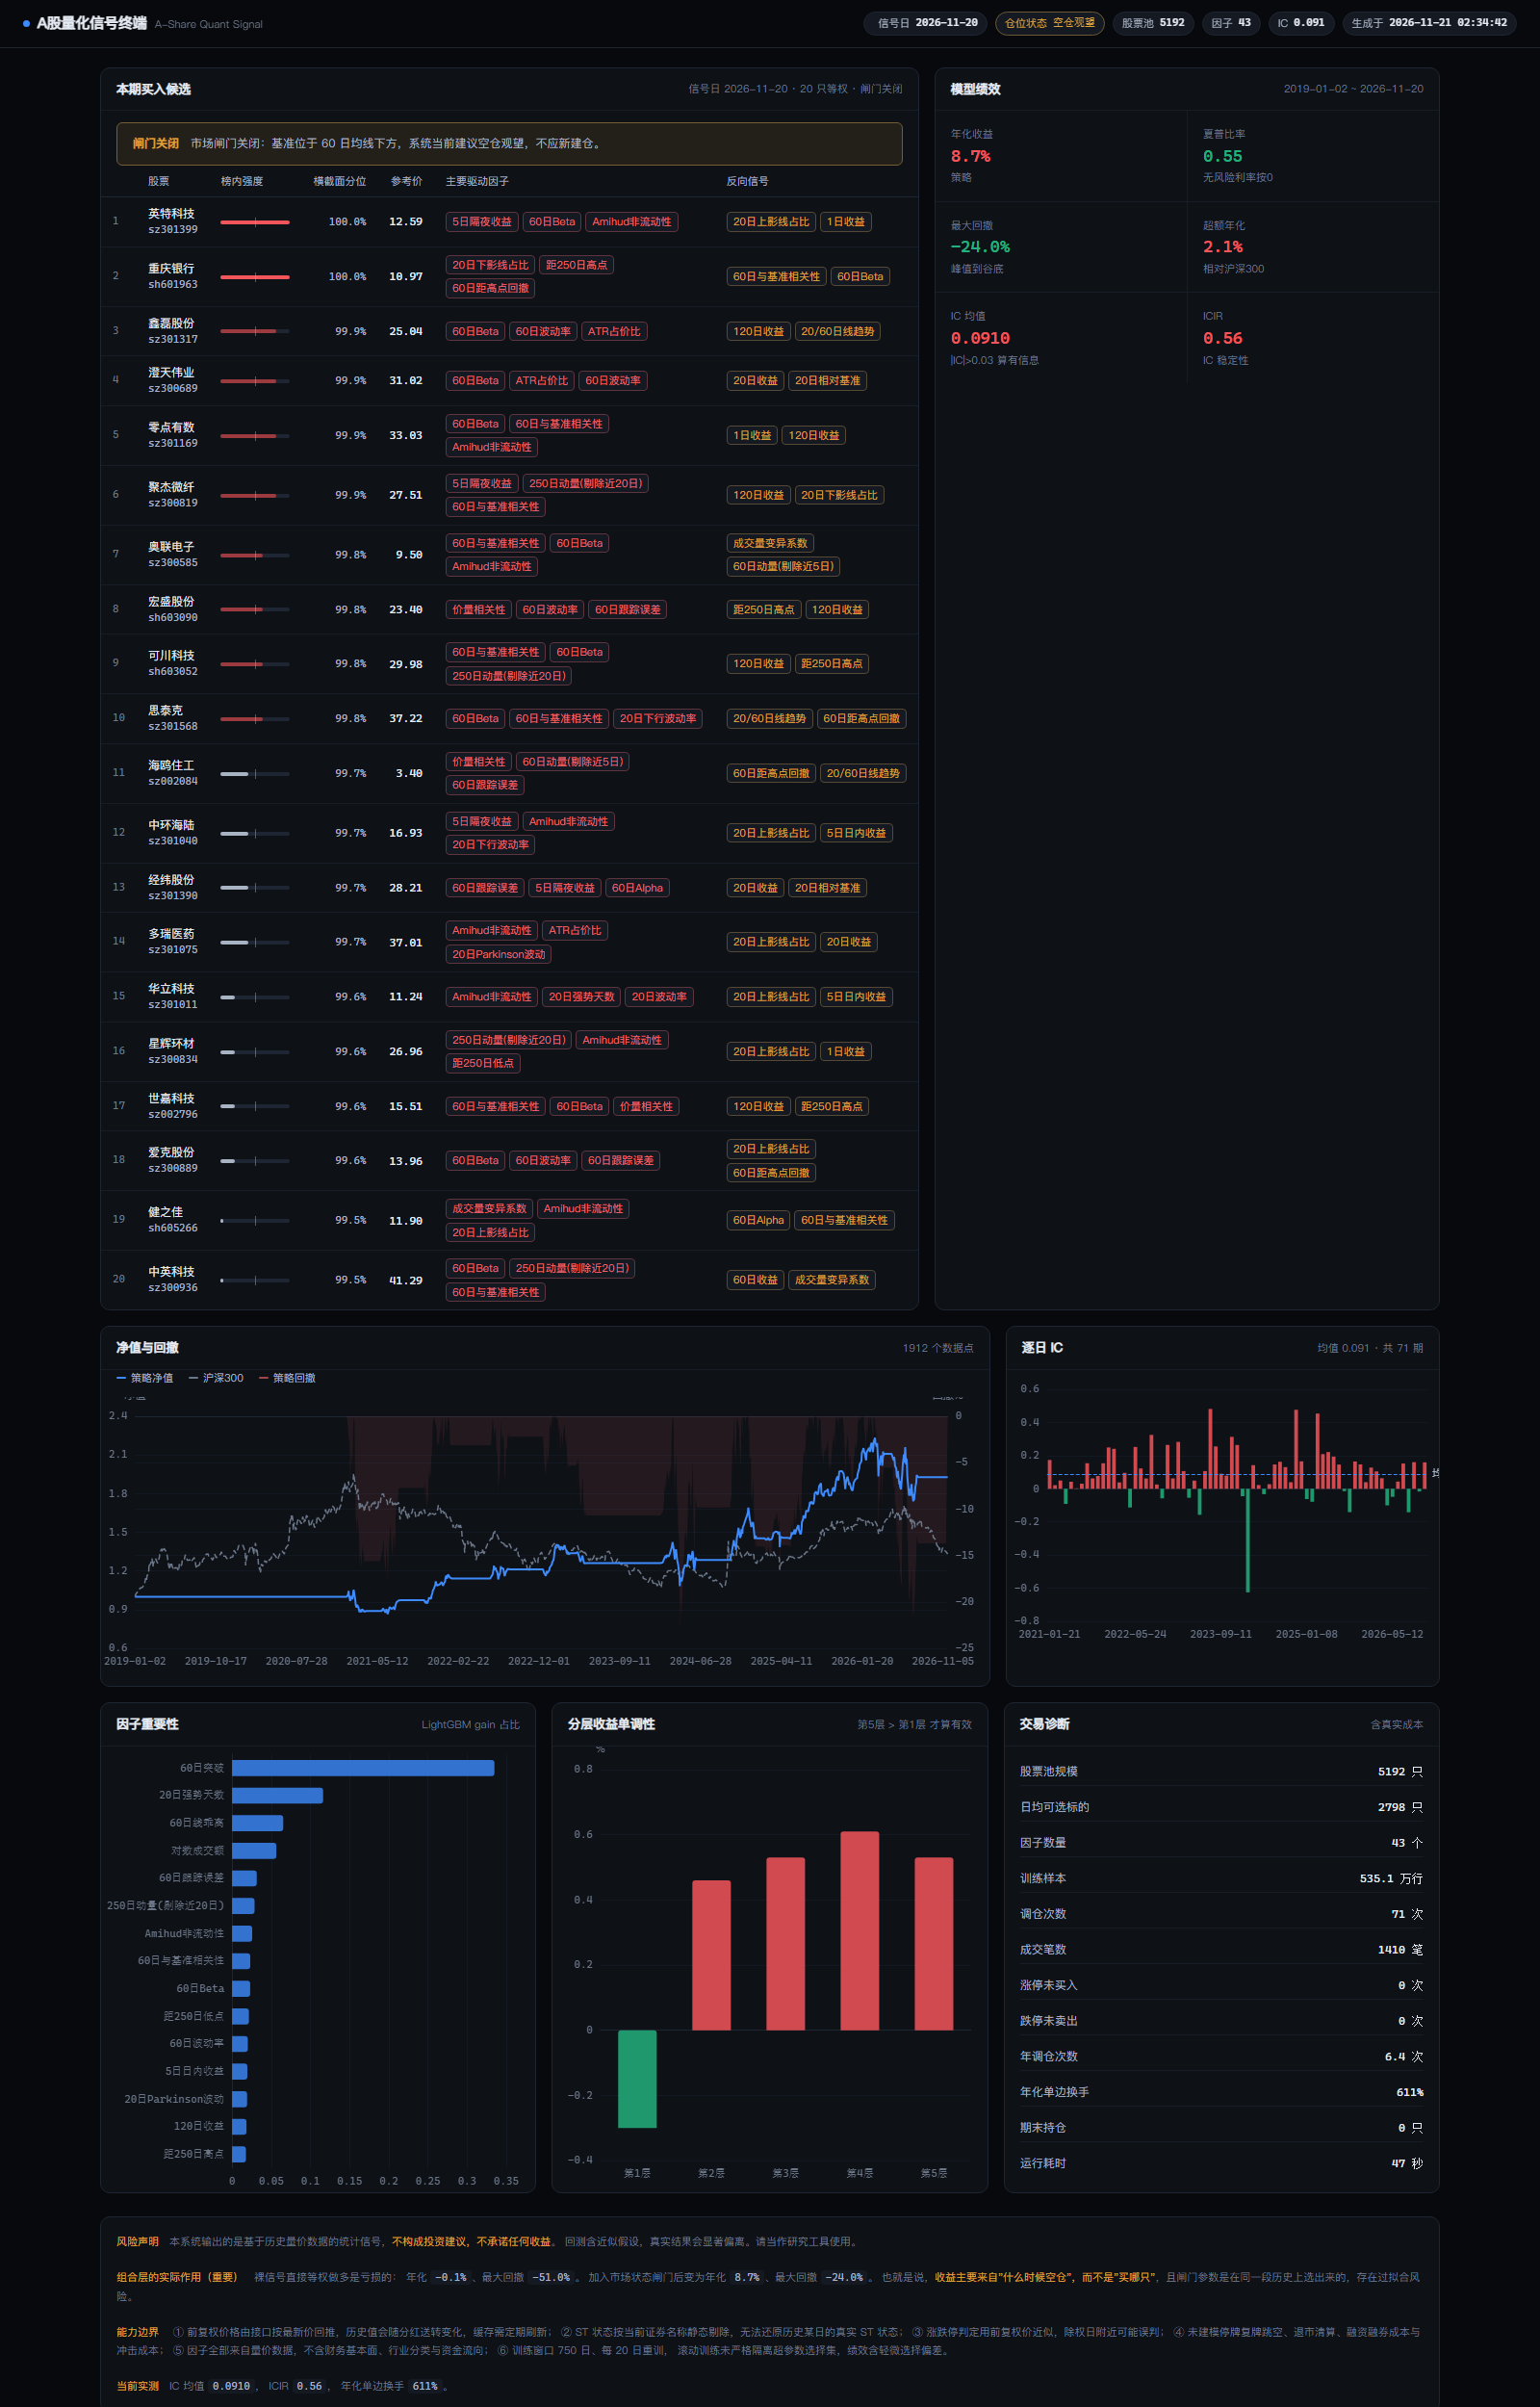 A股量化信号终端 A-Share Quant Signal
信号日 2026-11-20 仓位状态 空仓观望 股票池 5192 因子 43 IC 0.091 生成于 2026-11-21 02:34:42
本期买入候选 信号日 2026-11-20 · 20 只等权 · 闸门关闭
闸门关闭 市场闸门关闭：基准位于 60 日均线下方，系统当前建议空仓观望，不应新建仓。
股票 榜内强度 横截面分位 参考价 主要驱动因子 反向信号
1 英特科技 sz301399 100.0% 12.59 5日隔夜收益 60日Beta Amihud非流动性 20日上影线占比 1日收益
2 重庆银行 sh601963 100.0% 10.97 20日下影线占比 距250日高点 60日距高点回撤 60日与基准相关性 60日Beta
3 鑫磊股份 sz301317 99.9% 25.04 60日Beta 60日波动率 ATR占价比 120日收益 20/60日线趋势
4 澄天伟业 sz300689 99.9% 31.02 60日Beta ATR占价比 60日波动率 20日收益 20日相对基准
5 零点有数 sz301169 99.9% 33.03 60日Beta 60日与基准相关性 Amihud非流动性 1日收益 120日收益
6 聚杰微纤 sz300819 99.9% 27.51 5日隔夜收益 250日动量(剔除近20日) 60日与基准相关性 120日收益 20日下影线占比
7 奥联电子 sz300585 99.8% 9.50 60日与基准相关性 60日Beta Amihud非流动性 成交量变异系数 60日动量(剔除近5日)
8 宏盛股份 sh603090 99.8% 23.40 价量相关性 60日波动率 60日跟踪误差 距250日高点 120日收益
9 可川科技 sh603052 99.8% 29.98 60日与基准相关性 60日Beta 250日动量(剔除近20日) 120日收益 距250日高点
10 思泰克 sz301568 99.8% 37.22 60日Beta 60日与基准相关性 20日下行波动率 20/60日线趋势 60日距高点回撤
11 海鸥住工 sz002084 99.7% 3.40 价量相关性 60日动量(剔除近5日) 60日跟踪误差 60日距高点回撤 20/60日线趋势
12 中环海陆 sz301040 99.7% 16.93 5日隔夜收益 Amihud非流动性 20日下行波动率 20日上影线占比 5日日内收益
13 经纬股份 sz301390 99.7% 28.21 60日跟踪误差 5日隔夜收益 60日Alpha 20日收益 20日相对基准
14 多瑞医药 sz301075 99.7% 37.01 Amihud非流动性 ATR占价比 20日Parkinson波动 20日上影线占比 20日收益
15 华立科技 sz301011 99.6% 11.24 Amihud非流动性 20日强势天数 20日波动率 20日上影线占比 5日日内收益
16 星辉环材 sz300834 99.6% 26.96 250日动量(剔除近20日) Amihud非流动性 距250日低点 20日上影线占比 1日收益
17 世嘉科技 sz002796 99.6% 15.51 60日与基准相关性 60日Beta 价量相关性 120日收益 距250日高点
18 爱克股份 sz300889 99.6% 13.96 60日Beta 60日波动率 60日跟踪误差 20日上影线占比 60日距高点回撤
19 健之佳 sh605266 99.5% 11.90 成交量变异系数 Amihud非流动性 20日上影线占比 60日Alpha 60日与基准相关性
20 中英科技 sz300936 99.5% 41.29 60日Beta 250日动量(剔除近20日) 60日与基准相关性 60日收益 成交量变异系数
模型绩效 2019-01-02 ~ 2026-11-20
年化收益 8.7% 策略
夏普比率 0.55 无风险利率按0
最大回撤 -24.0% 峰值到谷底
超额年化 2.1% 相对沪深300
IC 均值 0.0910 |IC|>0.03 算有信息
ICIR 0.56 IC 稳定性
净值与回撤 1912 个数据点
策略净值 沪深300 策略回撤
2.4 2.1 1.8 1.5 1.2 0.9 0.6
0 -5 -10 -15 -20 -25
2019-01-02 2019-10-17 2020-07-28 2021-05-12 2022-02-22 2022-12-01 2023-09-11 2024-06-28 2025-04-11 2026-01-20 2026-11-05
逐日 IC 均值 0.091 · 共 71 期
0.6 0.4 0.2 0 -0.2 -0.4 -0.6 -0.8
2021-01-21 2022-05-24 2023-09-11 2025-01-08 2026-05-12
因子重要性 LightGBM gain 占比
60日突破
20日强势天数
60日线乖离
对数成交额
60日跟踪误差
250日动量(剔除近20日)
Amihud非流动性
60日与基准相关性
60日Beta
距250日低点
60日波动率
5日日内收益
20日Parkinson波动
120日收益
距250日高点
0 0.05 0.1 0.15 0.2 0.25 0.3 0.35
分层收益单调性 第5层 > 第1层 才算有效
%
0.8 0.6 0.4 0.2 0 -0.2 -0.4
第1层 第2层 第3层 第4层 第5层
交易诊断 含真实成本
股票池规模 5192 只
日均可选标的 2798 只
因子数量 43 个
训练样本 535.1 万行
调仓次数 71 次
成交笔数 1410 笔
涨停未买入 0 次
跌停未卖出 0 次
年调仓次数 6.4 次
年化单边换手 611%
期末持仓 0 只
运行耗时 47 秒
风险声明 本系统输出的是基于历史量价数据的统计信号，不构成投资建议，不承诺任何收益。 回测含近似假设，真实结果会显著偏离。请当作研究工具使用。
组合层的实际作用（重要） 裸信号直接等权做多是亏损的： 年化 -0.1%、最大回撤 -51.0% 。 加入市场状态闸门后变为年化 8.7%、最大回撤 -24.0% 。 也就是说，收益主要来自"什么时候空仓"，而不是"买哪只"，且闸门参数是在同一段历史上选出来的，存在过拟合风
险。
能力边界 ① 前复权价格由接口按最新价回推，历史值会随分红送转变化，缓存需定期刷新； ② ST 状态按当前证券名称静态剔除，无法还原历史某日的真实 ST 状态； ③ 涨跌停判定用前复权价近似，除权日附近可能误判； ④ 未建模停牌复牌跳空、退市清算、融资融券成本与
冲击成本； ⑤ 因子全部来自量价数据，不含财务基本面、行业分类与资金流向； ⑥ 训练窗口 750 日、每 20 日重训， 滚动训练未严格隔离超参数选择集，绩效含轻微选择偏差。
当前实测 IC 均值 0.0910， ICIR 0.56， 年化单边换手 611% 。